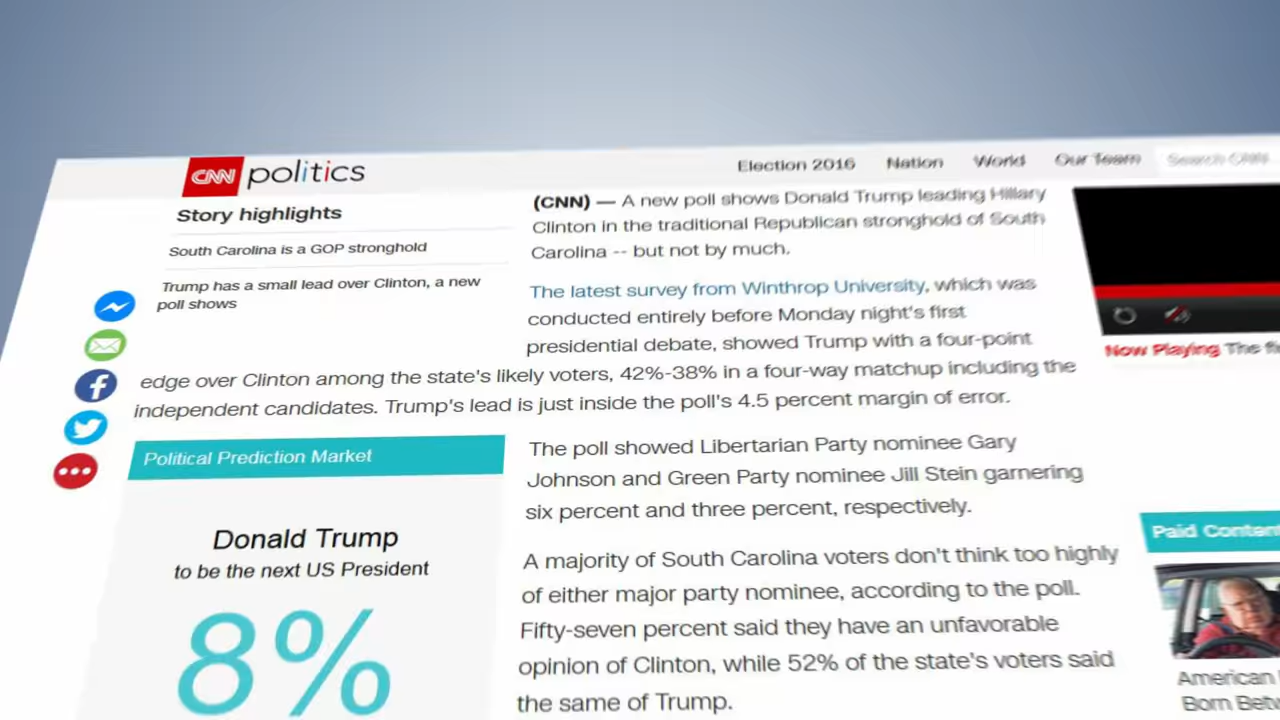 CNN politics
Election 2016 Nation World Our Team Search CNN...
Story highlights
South Carolina is a GOP stronghold
Trump has a small lead over Clinton, a new
poll shows
(CNN) — A new poll shows Donald Trump leading Hillary
Clinton in the traditional Republican stronghold of South
Carolina -- but not by much.
The latest survey from Winthrop University, which was
conducted entirely before Monday night's first
presidential debate, showed Trump with a four-point
edge over Clinton among the state's likely voters, 42%-38% in a four-way matchup including the
independent candidates. Trump's lead is just inside the poll's 4.5 percent margin of error.
Now Playing The
Political Prediction Market
Donald Trump
to be the next US President
8%
The poll showed Libertarian Party nominee Gary
Johnson and Green Party nominee Jill Stein garnering
six percent and three percent, respectively.
A majority of South Carolina voters don't think too highly
of either major party nominee, according to the poll.
Fifty-seven percent said they have an unfavorable
opinion of Clinton, while 52% of the state's voters said
the same of Trump.
Paid Conten
American
Born Betw